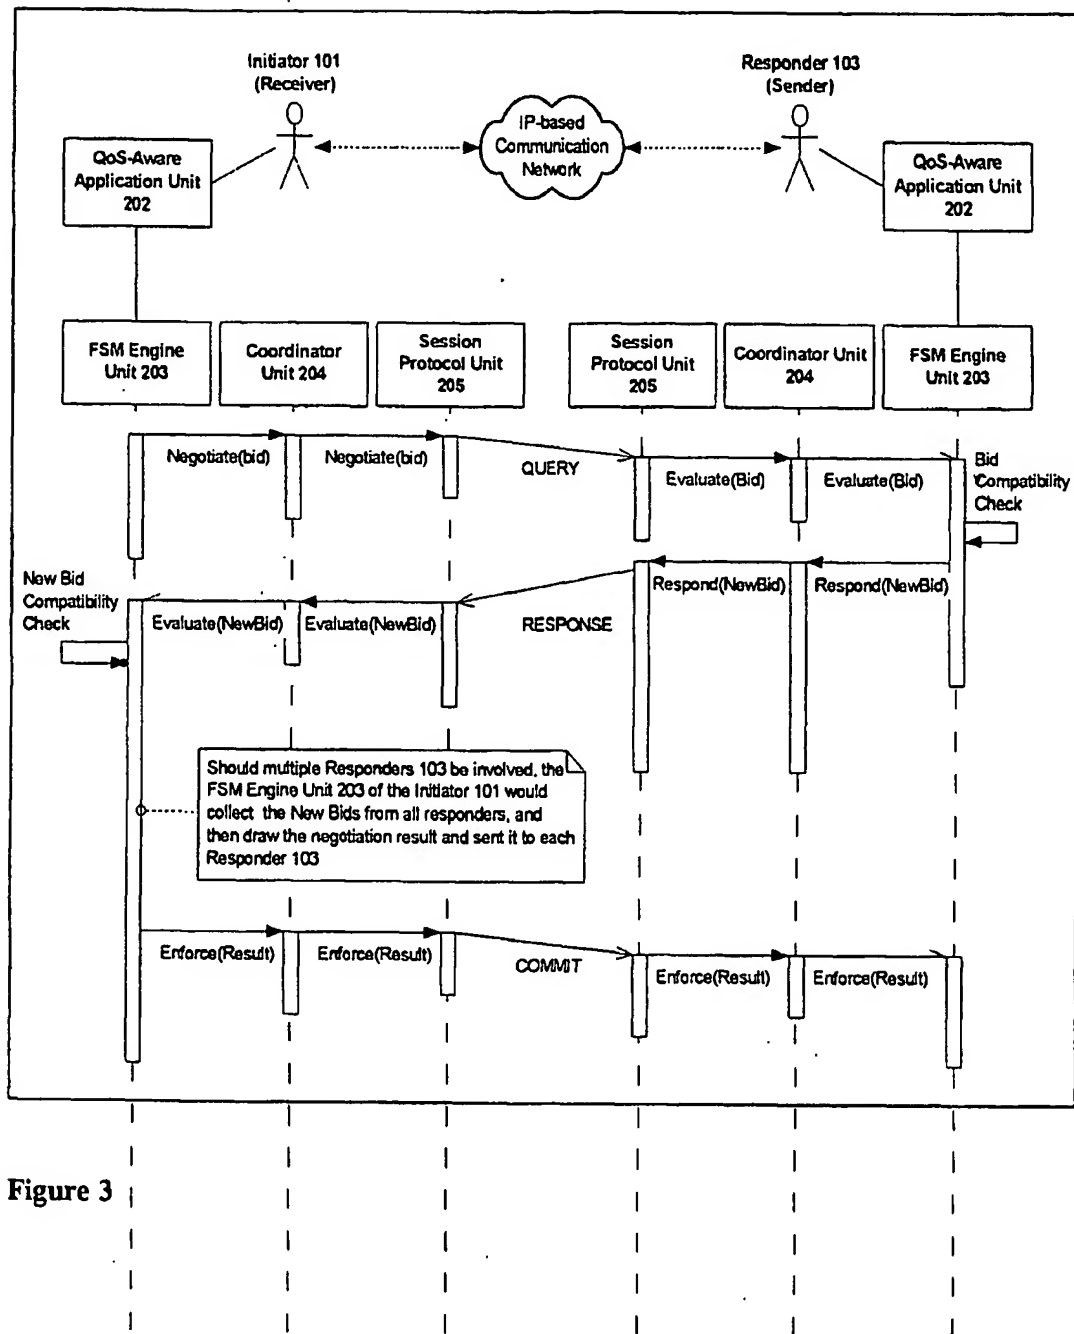 Initiator 101
(Receiver)
Responder 103
(Sender)
IP-based
Communication
Network
QoS-Aware
Application Unit
202
QoS-Aware
Application Unit
202
FSM Engine
Unit 203
Coordinator
Unit 204
Session
Protocol Unit
205
Session
Protocol Unit
205
Coordinator Unit
204
FSM Engine
Unit 203
Negotiate(bid)
Negotiate(bid)
QUERY
Evaluate(Bid)
Evaluate(Bid)
Bid
Compatibility
Check
Respond(NewBid)
Respond(NewBid)
RESPONSE
Evaluate(NewBid)
Evaluate(NewBid)
New Bid
Compatibility
Check
Should multiple Responders 103 be involved, the
FSM Engine Unit 203 of the Initiator 101 would
collect the New Bids from all responders, and
then draw the negotiation result and sent it to each
Responder 103
Enforce(Result)
Enforce(Result)
COMMIT
Enforce(Result)
Enforce(Result)
Figure 3